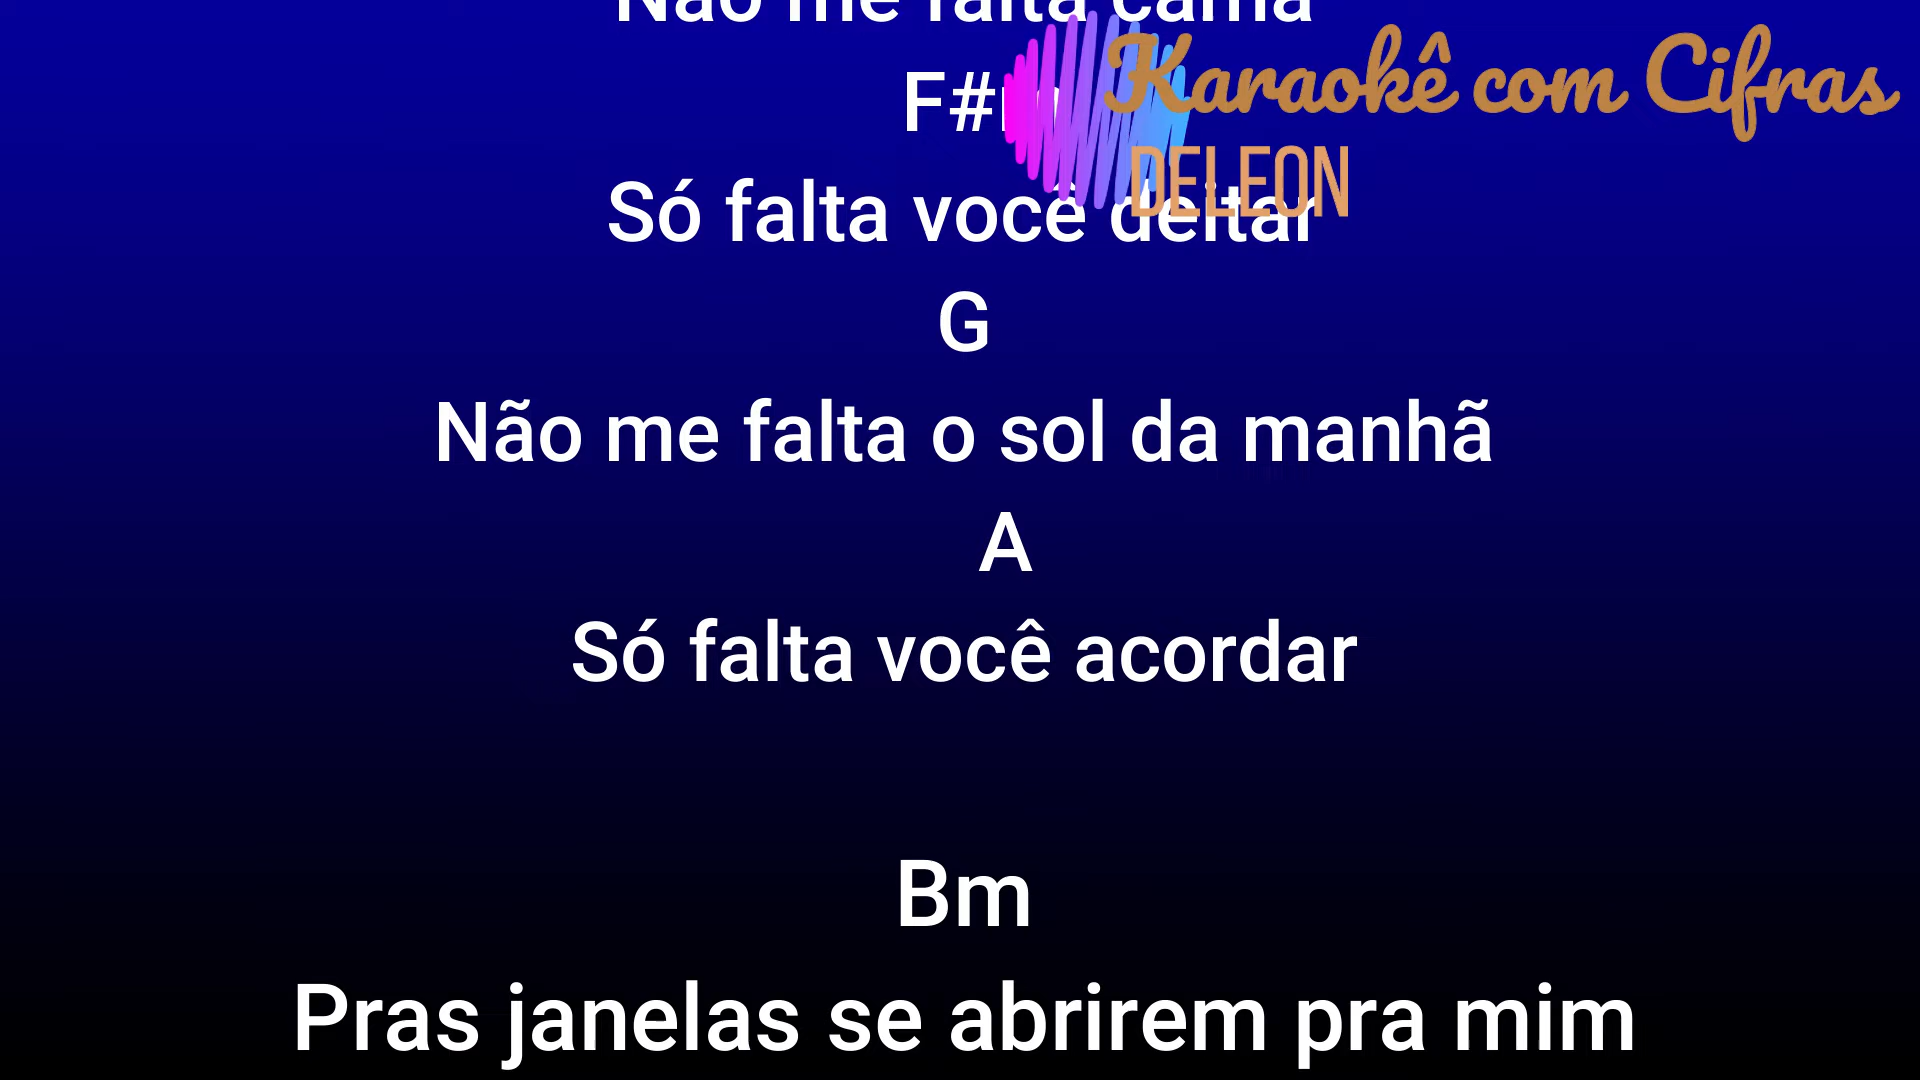 Não me falta cama
Karaokê com Cifras
F#m
DELEON
Só falta você deitar
G
Não me falta o sol da manhã
A
Só falta você acordar
Bm
Pras janelas se abrirem pra mim